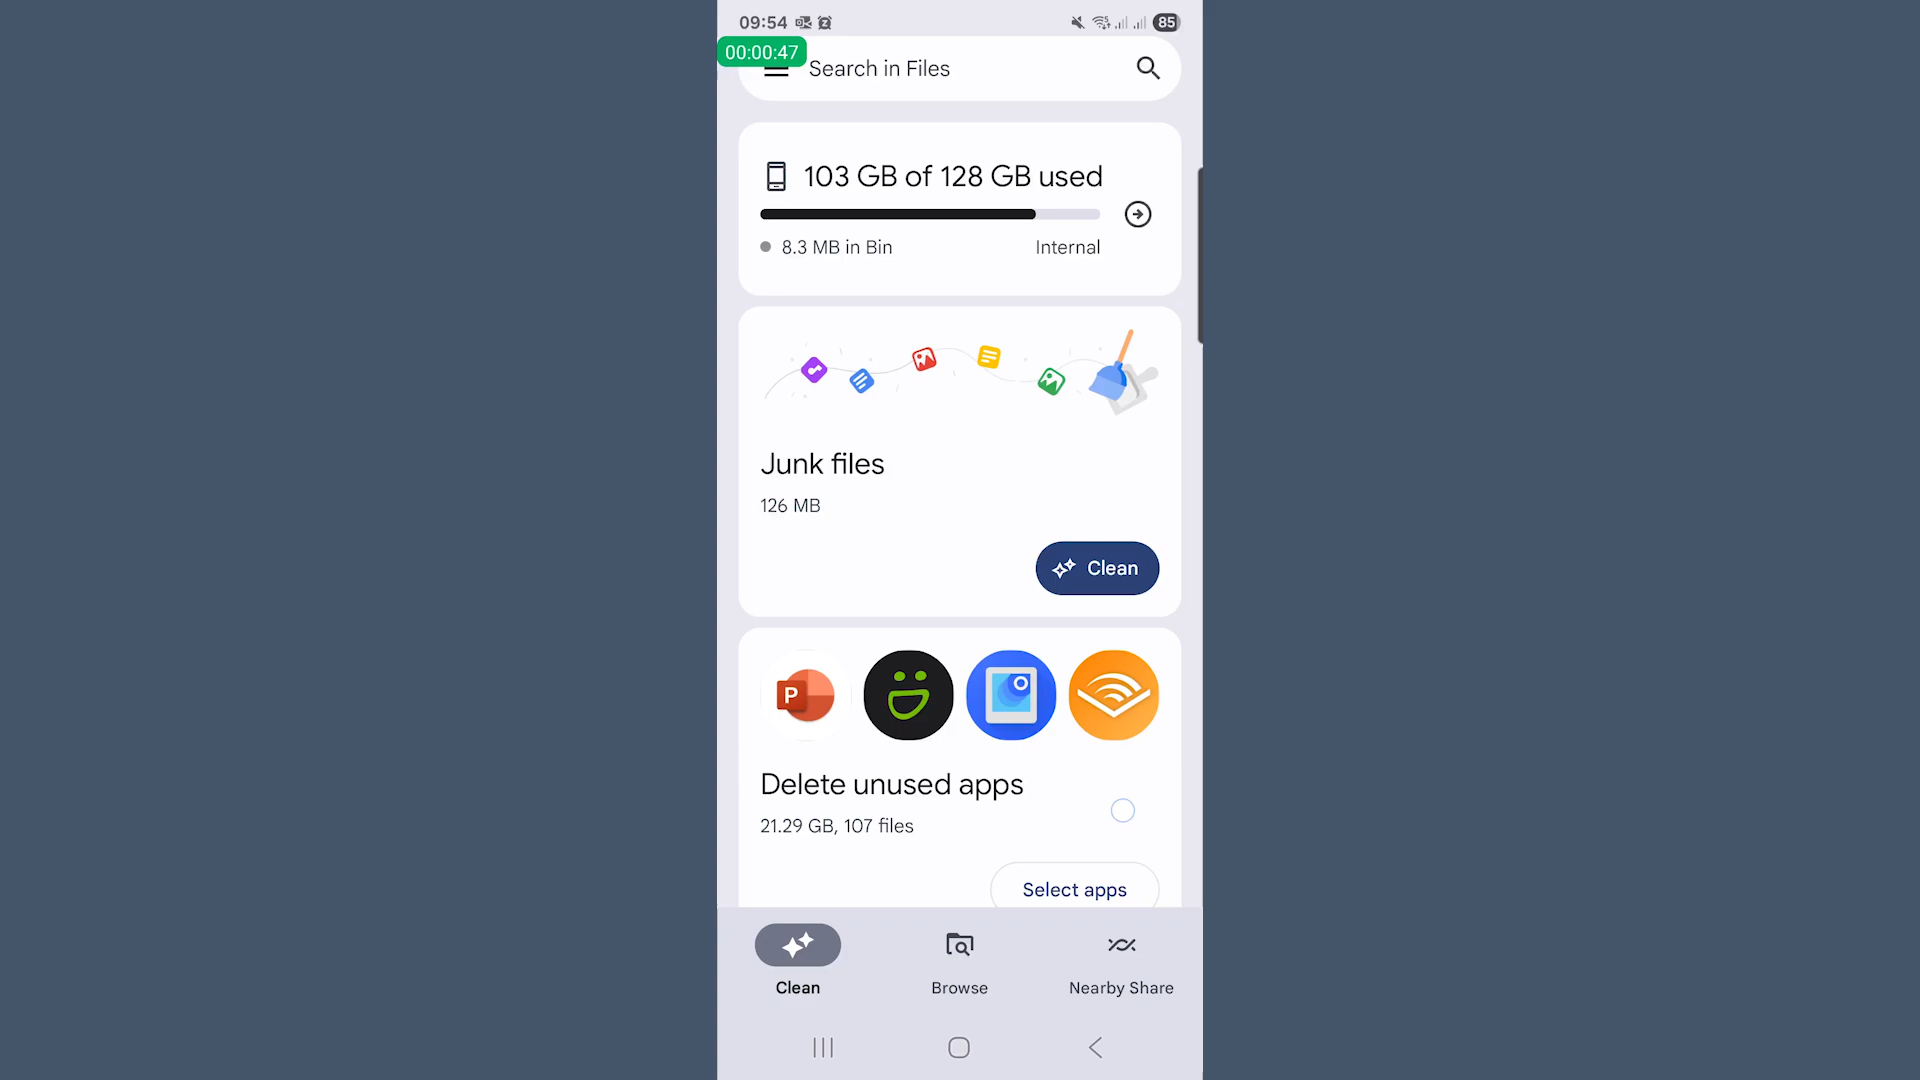 09:54
85
00:00:47
Search in Files
103 GB of 128 GB used
8.3 MB in Bin
Internal
Junk files
126 MB
Clean
P
Delete unused apps
21.29 GB, 107 files
Select apps
Clean
Browse
Nearby Share